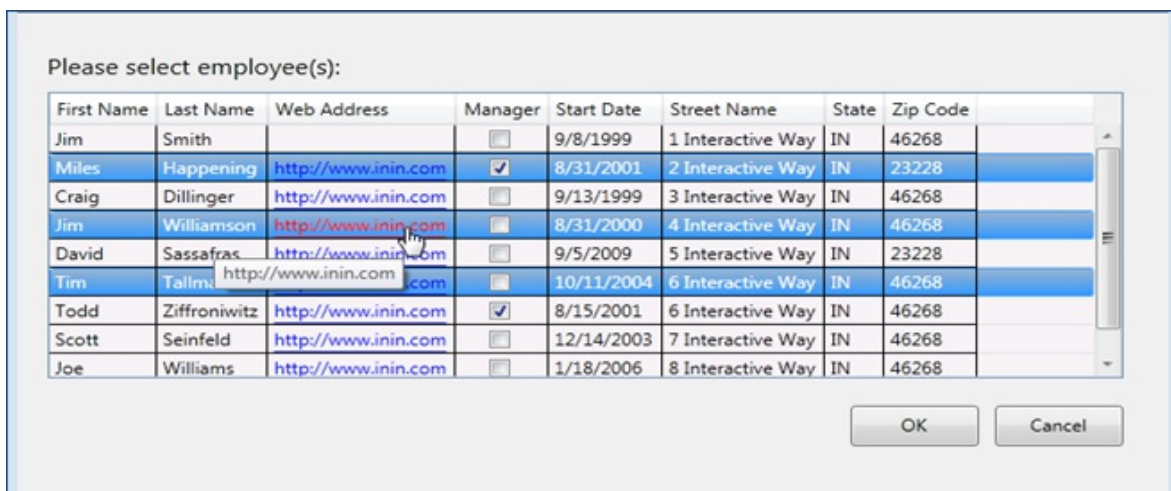 Please select employee(s):
First Name Last Name Web Address Manager Start Date Street Name State Zip Code
Jim Smith 9/8/1999 1 Interactive Way IN 46268
Miles Happening http://www.inin.com 8/31/2001 2 Interactive Way IN 23228
Craig Dillinger http://www.inin.com 9/13/1999 3 Interactive Way IN 46268
Jim Williamson http://www.inin.com 8/31/2000 4 Interactive Way IN 46268
David Sassafras http://www.inin.com 9/5/2009 5 Interactive Way IN 23228
http://www.inin.com
Tim 10/11/2004 6 Interactive Way IN 46268
Todd Ziffroniwitz http://www.inin.com 8/15/2001 6 Interactive Way IN 46268
Scott Seinfeld http://www.inin.com 12/14/2003 7 Interactive Way IN 46268
Joe Williams http://www.inin.com 1/18/2006 8 Interactive Way IN 46268
OK Cancel